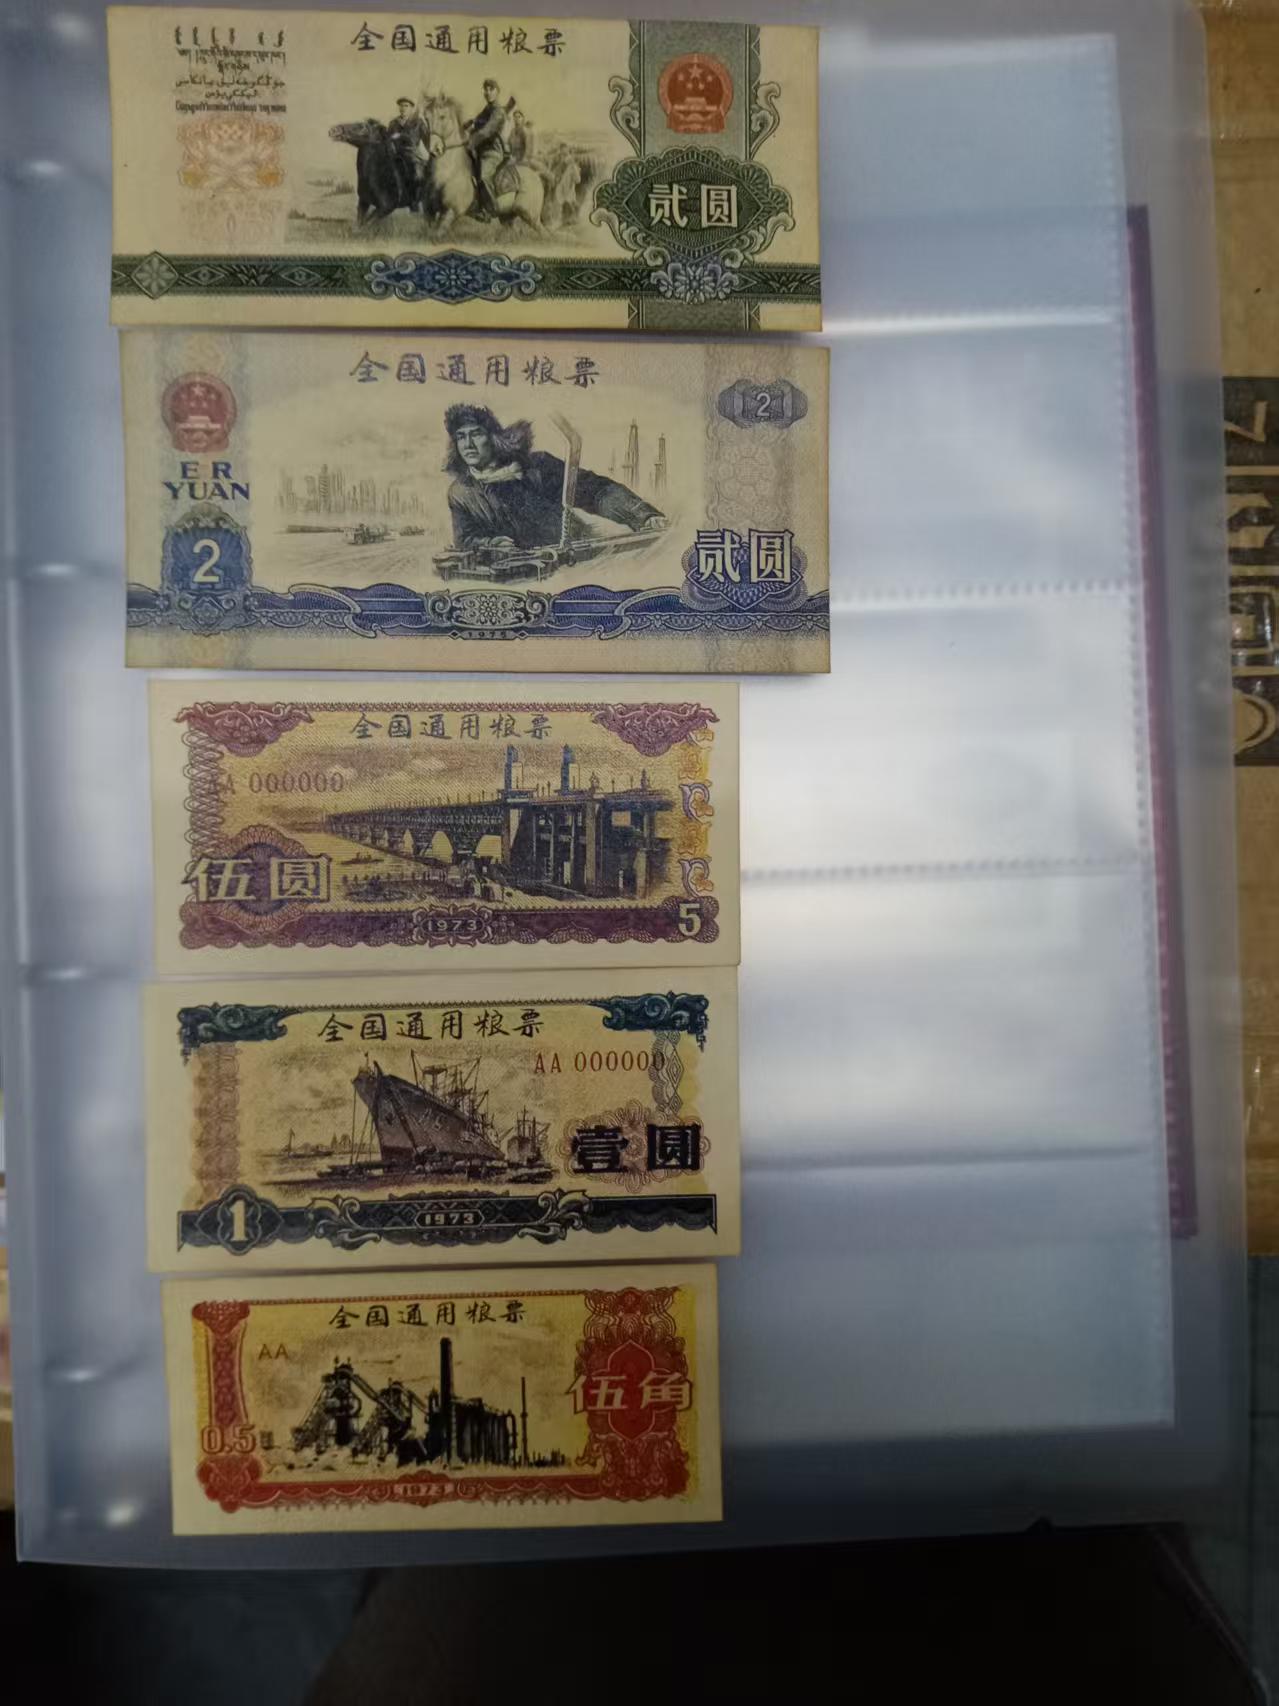 全国通用粮票
贰圆
全国通用粮票
2
ER
YUAN
2
贰圆
1975
全国通用粮票
AA 000000
伍圆
1973
5
全国通用粮票
AA 000000
壹圆
1
1973
全国通用粮票
AA
伍角
0.5
1973